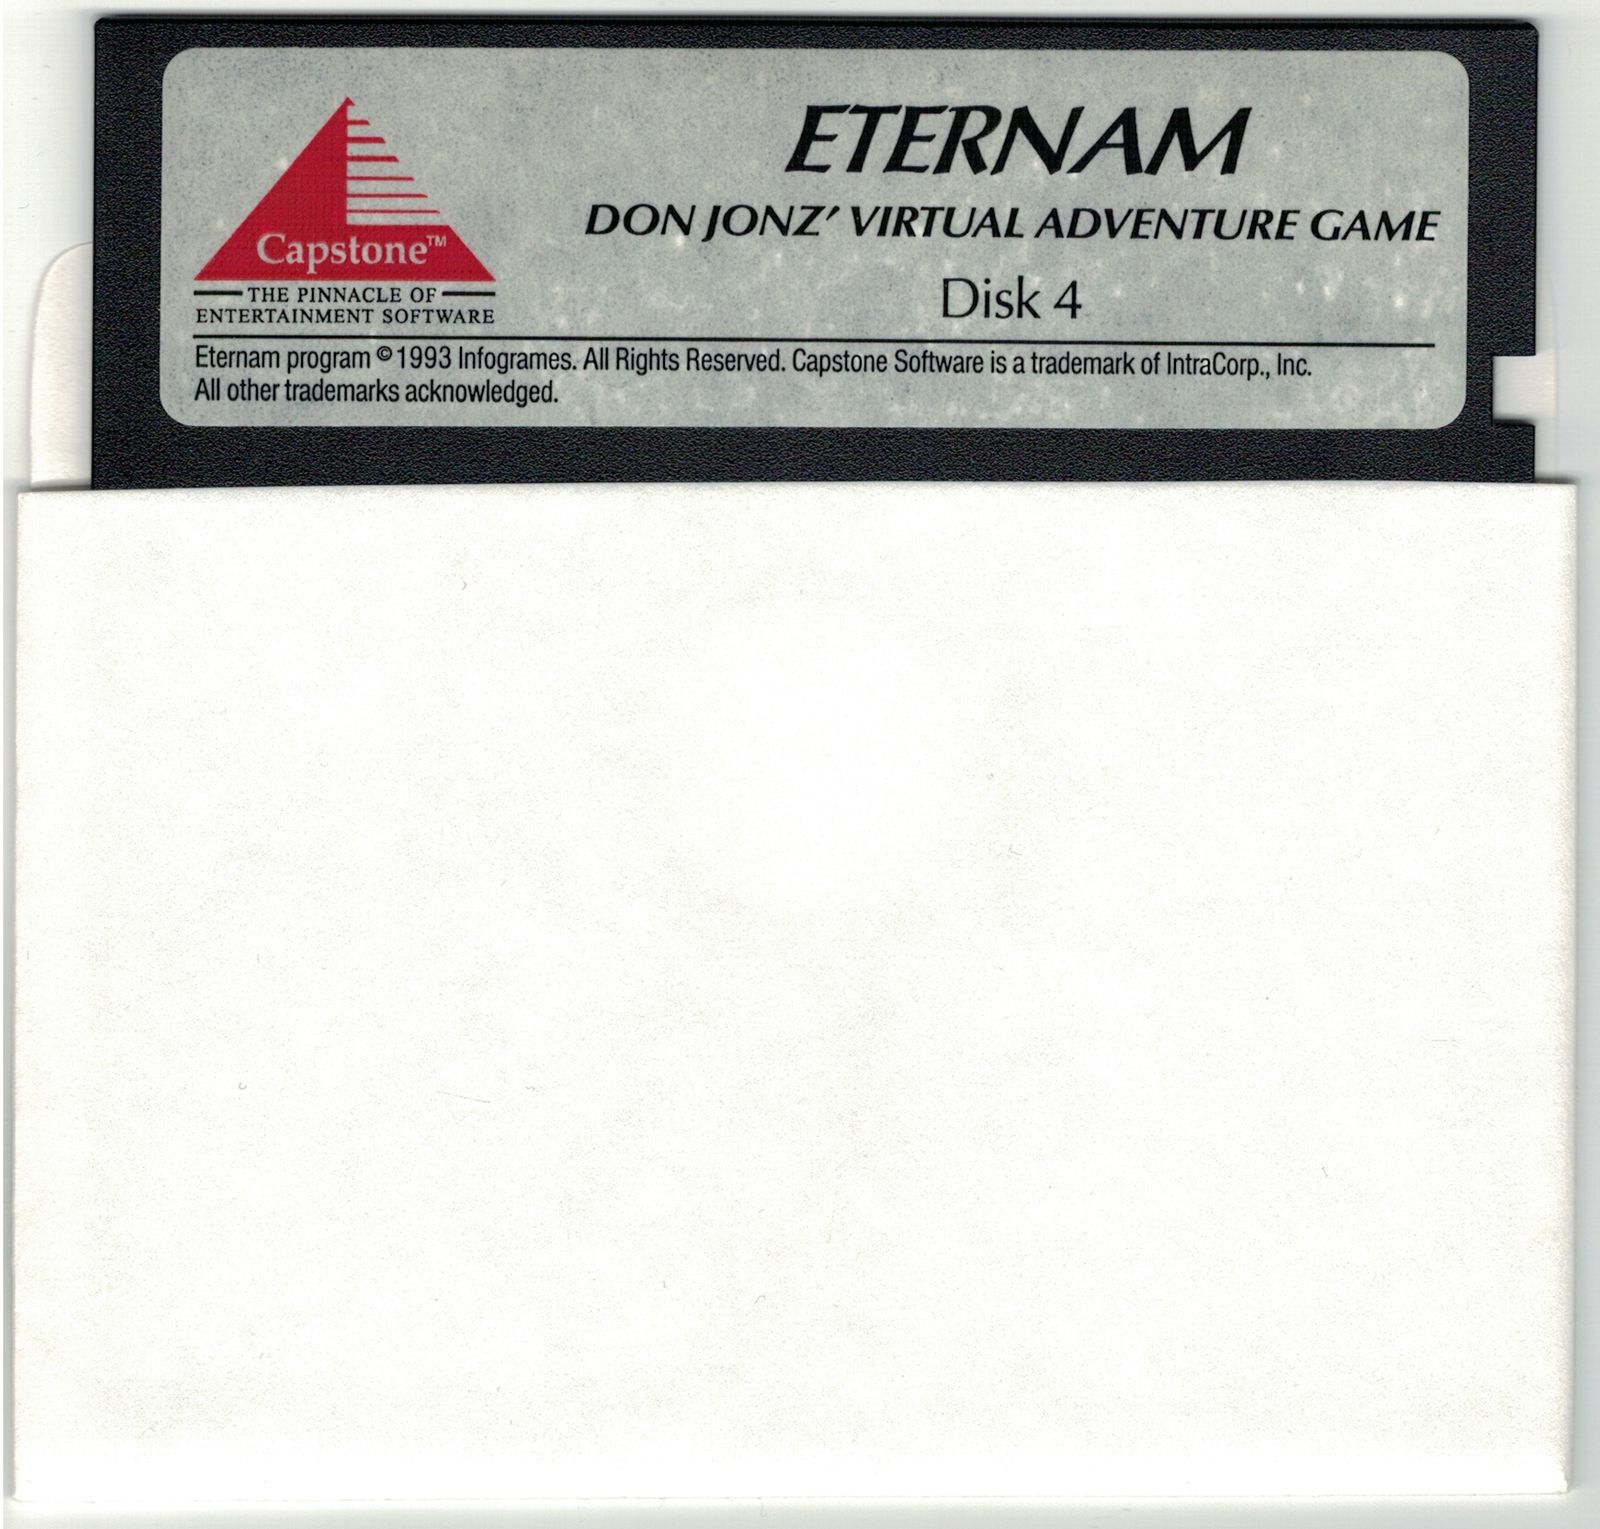 ETERNAM
DON JONZ' VIRTUAL ADVENTURE GAME
Disk 4
Capstone™
THE PINNACLE OF
ENTERTAINMENT SOFTWARE
Eternam program ©1993 Infogrames. All Rights Reserved. Capstone Software is a trademark of IntraCorp., Inc.
All other trademarks acknowledged.